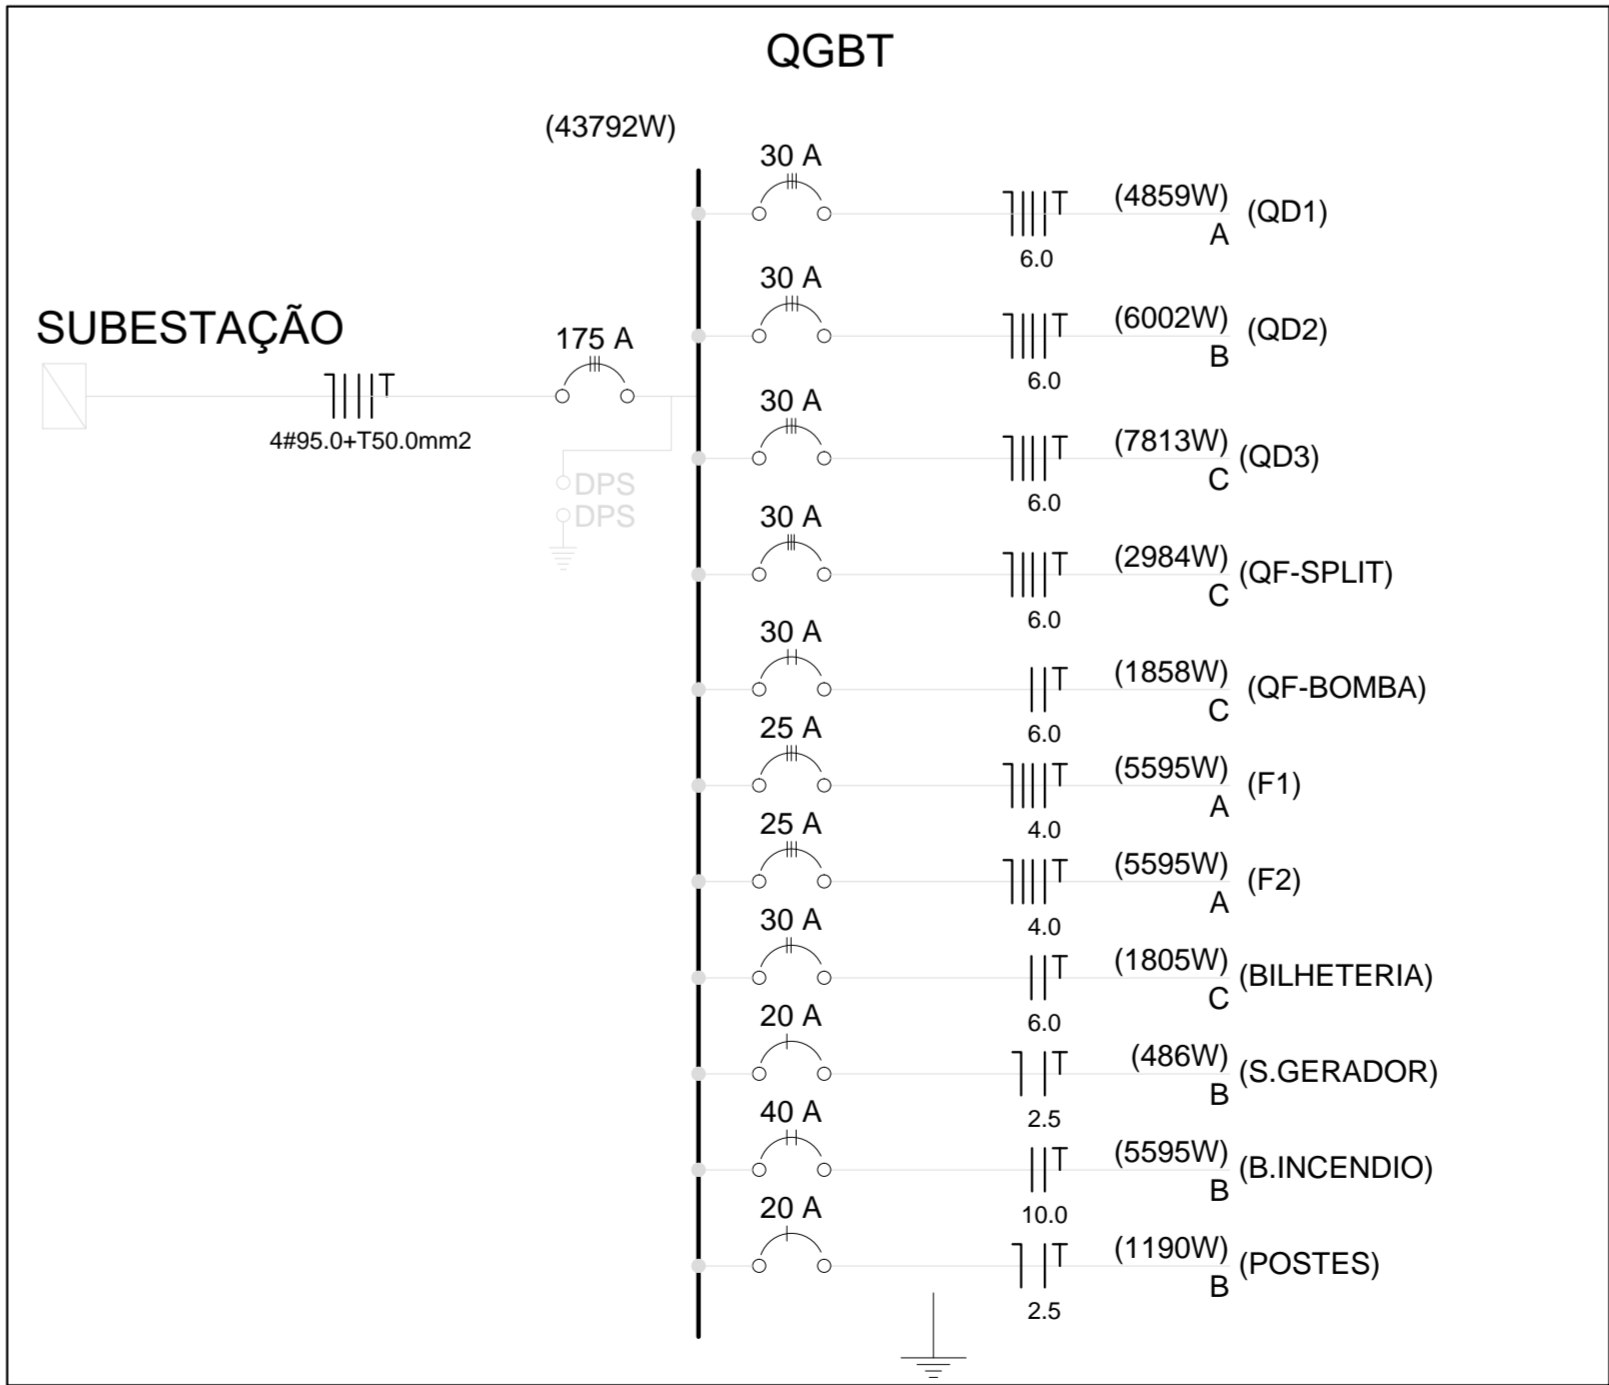 QGBT
(43792W)
30 A
(4859W)
(QD1)
A
6.0
30 A
(6002W)
(QD2)
B
6.0
SUBESTAÇÃO
175 A
4#95.0+T50.0mm2
DPS
DPS
30 A
(7813W)
(QD3)
C
6.0
30 A
(2984W)
(QF-SPLIT)
C
6.0
30 A
(1858W)
(QF-BOMBA)
C
6.0
25 A
(5595W)
(F1)
A
4.0
25 A
(5595W)
(F2)
A
4.0
30 A
(1805W)
(BILHETERIA)
C
6.0
20 A
(486W)
(S.GERADOR)
B
2.5
40 A
(5595W)
(B.INCENDIO)
B
10.0
20 A
(1190W)
(POSTES)
B
2.5